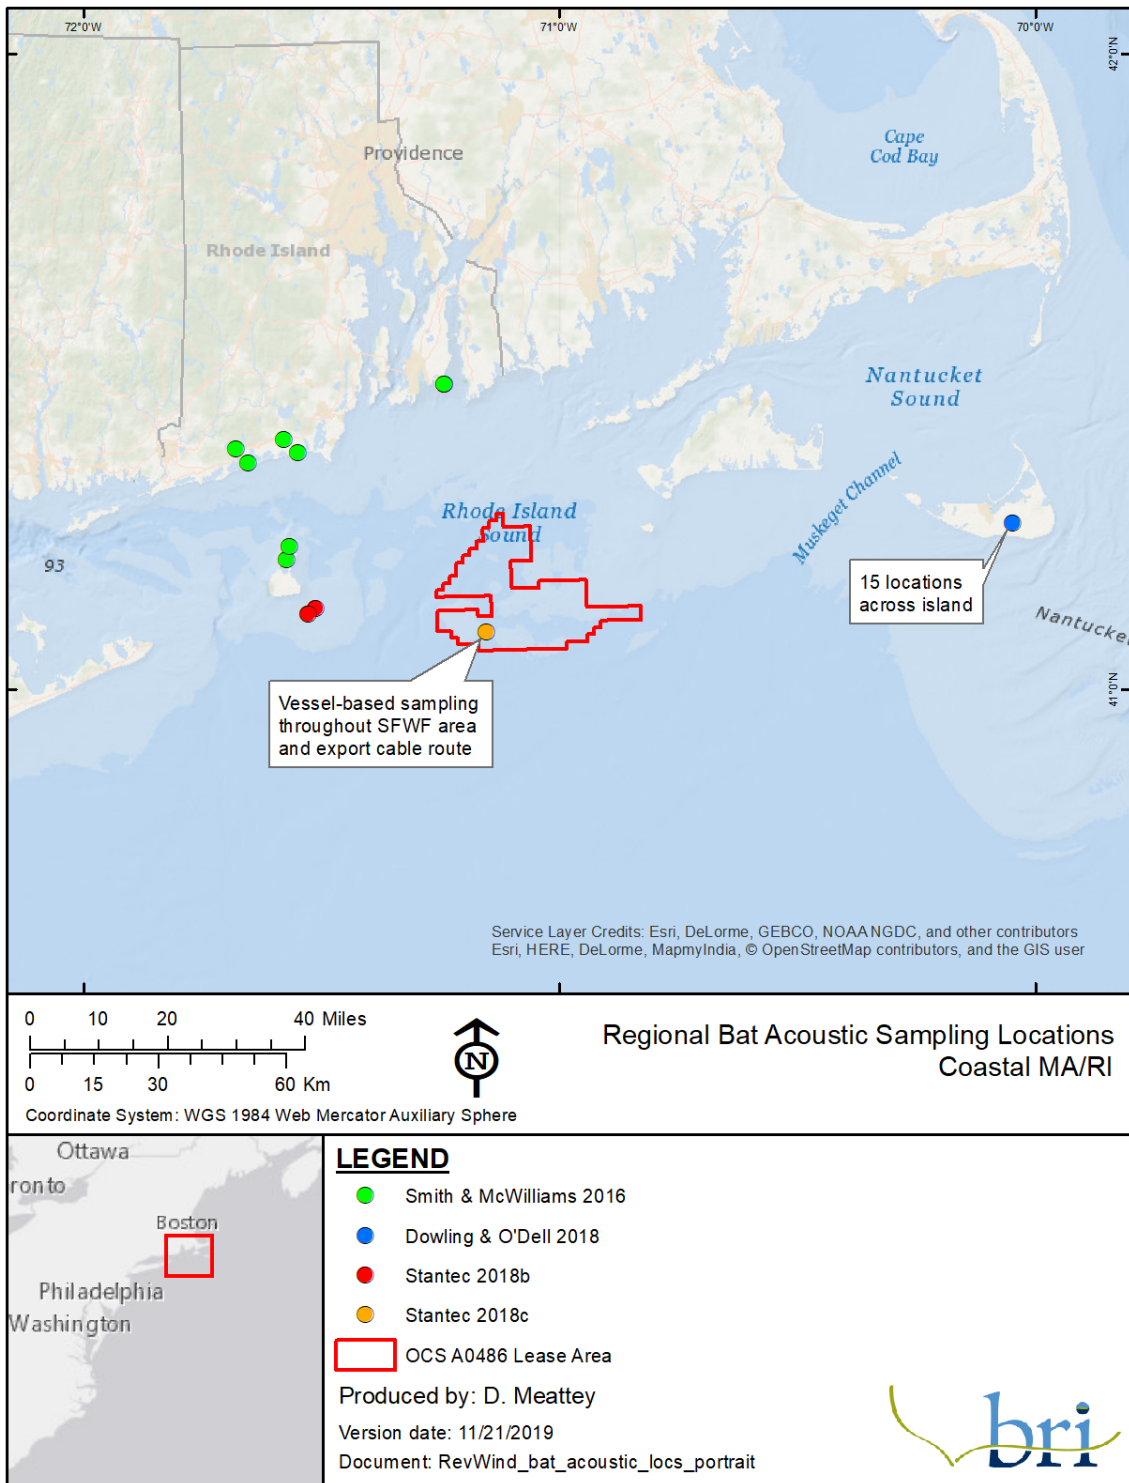 72°0'W
71°0'W
70°0'W
42°0'N
Cape
Cod Bay
Providence
Rhode Island
Nantucket
Sound
Muskeget Channel
Rhode Island
Sound
93
15 locations
across island
Nantucket
41°0'N
Vessel-based sampling
throughout SFWF area
and export cable route
Service Layer Credits: Esri, DeLorme, GEBCO, NOAA NGDC, and other contributors
Esri, HERE, DeLorme, MapmyIndia, © OpenStreetMap contributors, and the GIS user
0 10 20 40 Miles
0 15 30 60 Km
N
Coordinate System: WGS 1984 Web Mercator Auxiliary Sphere
Regional Bat Acoustic Sampling Locations
Coastal MA/RI
Ottawa
ronto
Boston
Philadelphia
Washington
LEGEND
Smith & McWilliams 2016
Dowling & O'Dell 2018
Stantec 2018b
Stantec 2018c
OCS A0486 Lease Area
Produced by: D. Meattey
Version date: 11/21/2019
Document: RevWind_bat_acoustic_locs_portrait
bri